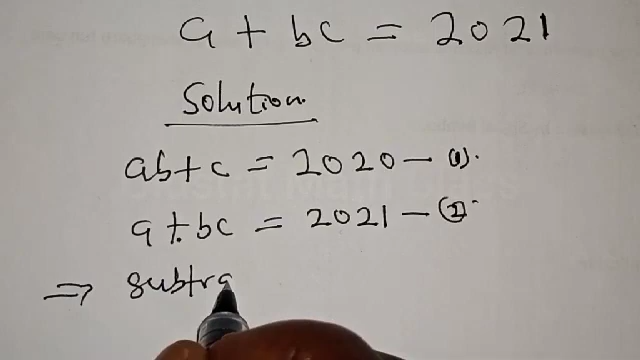 a + bc = 2021
Solution.
ab + c = 2020 — (1).
a + bc = 2021 — (2).
⇒ subtra